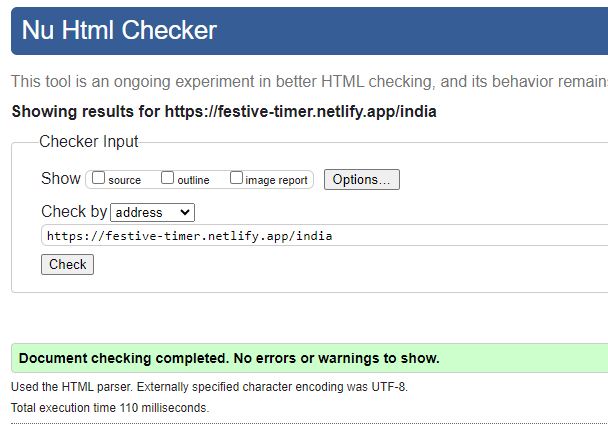 Nu Html Checker
This tool is an ongoing experiment in better HTML checking, and its behavior remains
Showing results for https://festive-timer.netlify.app/india
Checker Input
Show source outline image report Options...
Check by address
https://festive-timer.netlify.app/india
Check
Document checking completed. No errors or warnings to show.
Used the HTML parser. Externally specified character encoding was UTF-8.
Total execution time 110 milliseconds.